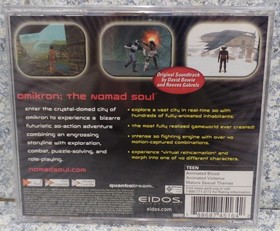 Original Soundtrack
by David Bowie
and Reeves Gabrels
OMIKRON: THE NOMAD SOUL
Enter the crystal-domed city of
Omikron to experience a bizarre
futuristic 3D-action adventure
combining an engrossing
storyline with exploration,
combat, puzzle-solving, and
role-playing.
nomadsoul.com
• Explore a vast city in real-time 3D with
hundreds of fully-animated inhabitants.
• The most fully realized gameworld ever created!
• Intense 3D fighting engine with over
motion-captured combinations.
• Experience "virtual reincarnation" and
morph into one of 40 different characters.
quanticdream
EIDOS
eidos.com
TEEN
Animated Blood
Animated Violence
Mature Sexual Themes